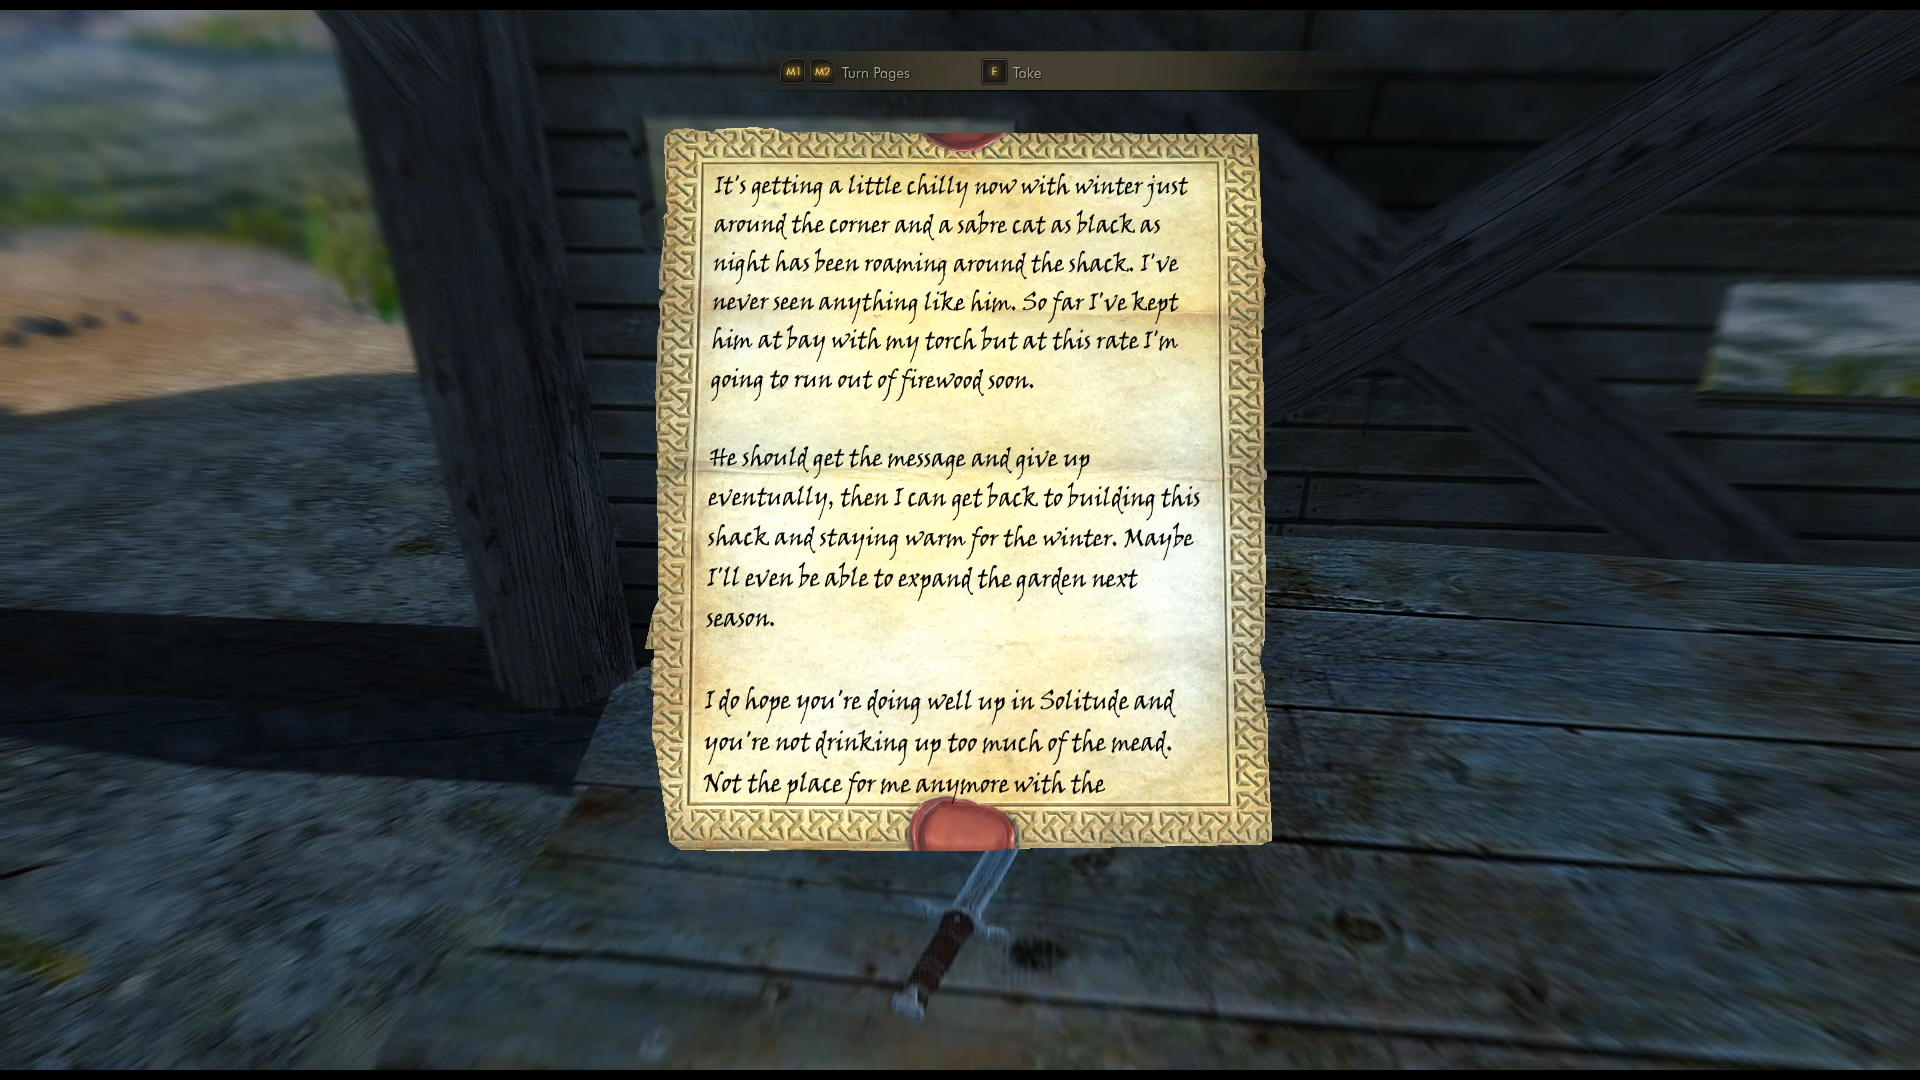 M1 M2 Turn Pages E Take
It's getting a little chilly now with winter just
around the corner and a sabre cat as black as
night has been roaming around the shack. I've
never seen anything like him. So far I've kept
him at bay with my torch but at this rate I'm
going to run out of firewood soon.
He should get the message and give up
eventually, then I can get back to building this
shack and staying warm for the winter. Maybe
I'll even be able to expand the garden next
season.
I do hope you're doing well up in Solitude and
you're not drinking up too much of the mead.
Not the place for me anymore with the